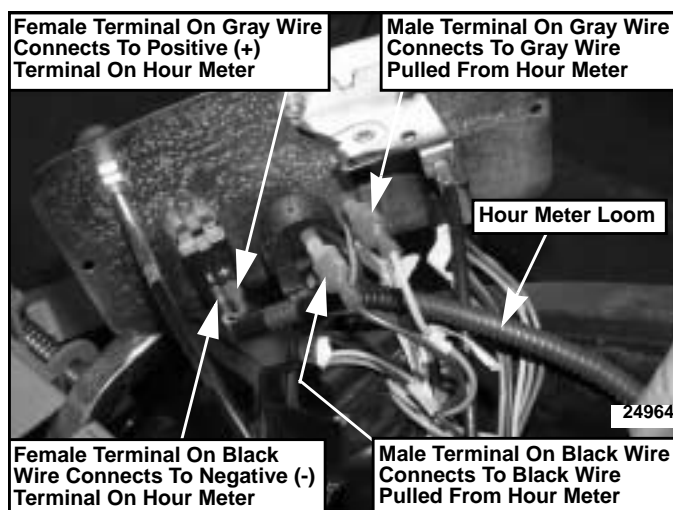 Female Terminal On Gray Wire
Connects To Positive (+)
Terminal On Hour Meter
Male Terminal On Gray Wire
Connects To Gray Wire
Pulled From Hour Meter
Hour Meter Loom
24964
Female Terminal On Black
Wire Connects To Negative (-)
Terminal On Hour Meter
Male Terminal On Black Wire
Connects To Black Wire
Pulled From Hour Meter